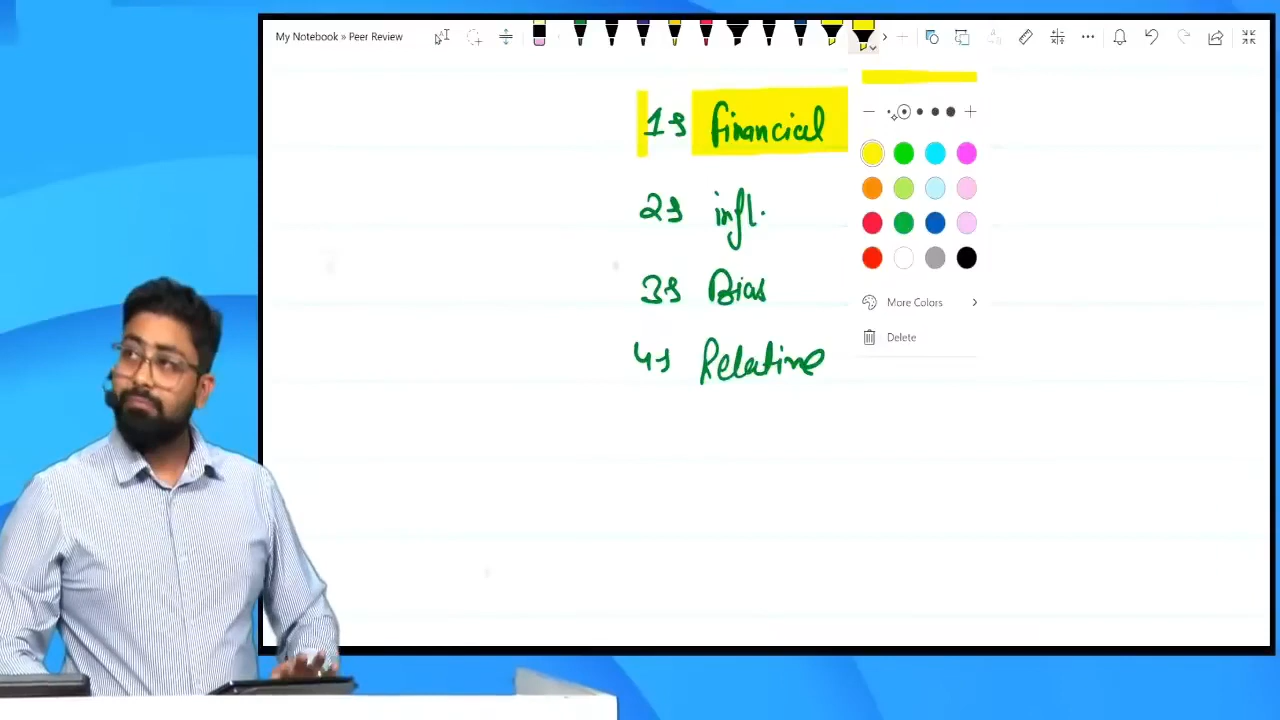 My Notebook » Peer Review
1) Financial
2) infl.
3) Bias
4) Relative
More Colors
Delete